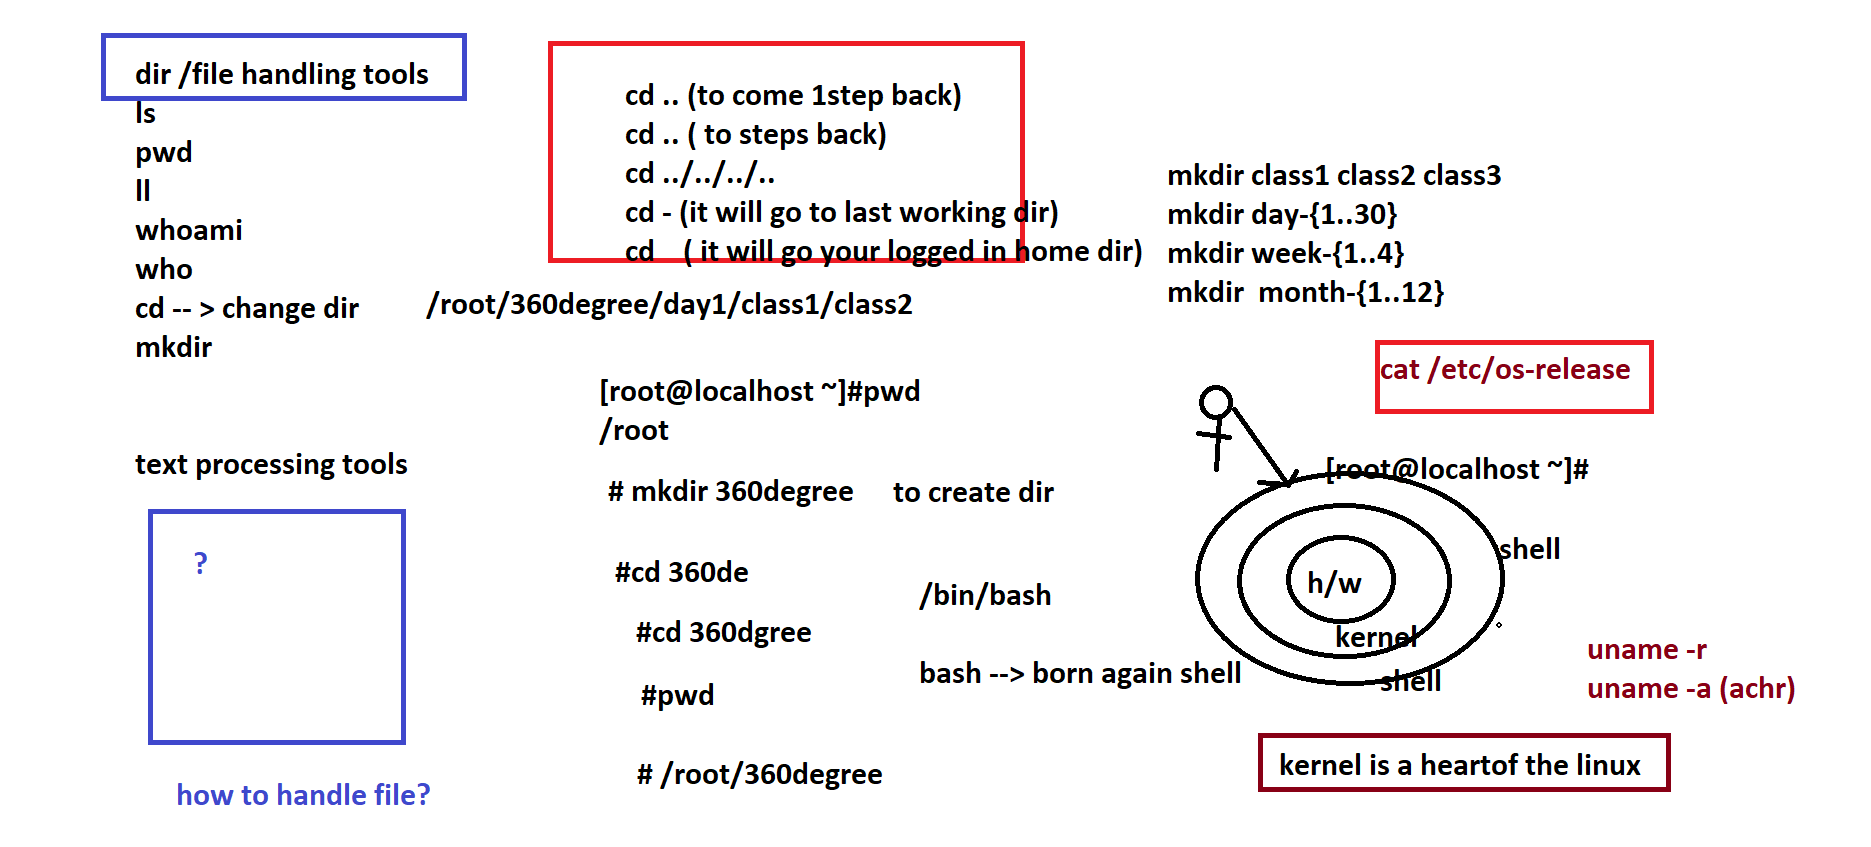 dir /file handling tools
ls
pwd
ll
whoami
who
cd -- > change dir
mkdir
text processing tools
?
how to handle file?
cd .. (to come 1step back)
cd .. ( to steps back)
cd ../../../..
cd - (it will go to last working dir)
cd    ( it will go your logged in home dir)
/root/360degree/day1/class1/class2
[root@localhost ~]#pwd
/root
# mkdir 360degree     to create dir
#cd 360de
#cd 360dgree
#pwd
# /root/360degree
/bin/bash
bash --> born again shell
mkdir class1 class2 class3
mkdir day-{1..30}
mkdir week-{1..4}
mkdir  month-{1..12}
cat /etc/os-release
[root@localhost ~]#
shell
h/w
kernel
shell
uname -r
uname -a (achr)
kernel is a heartof the linux